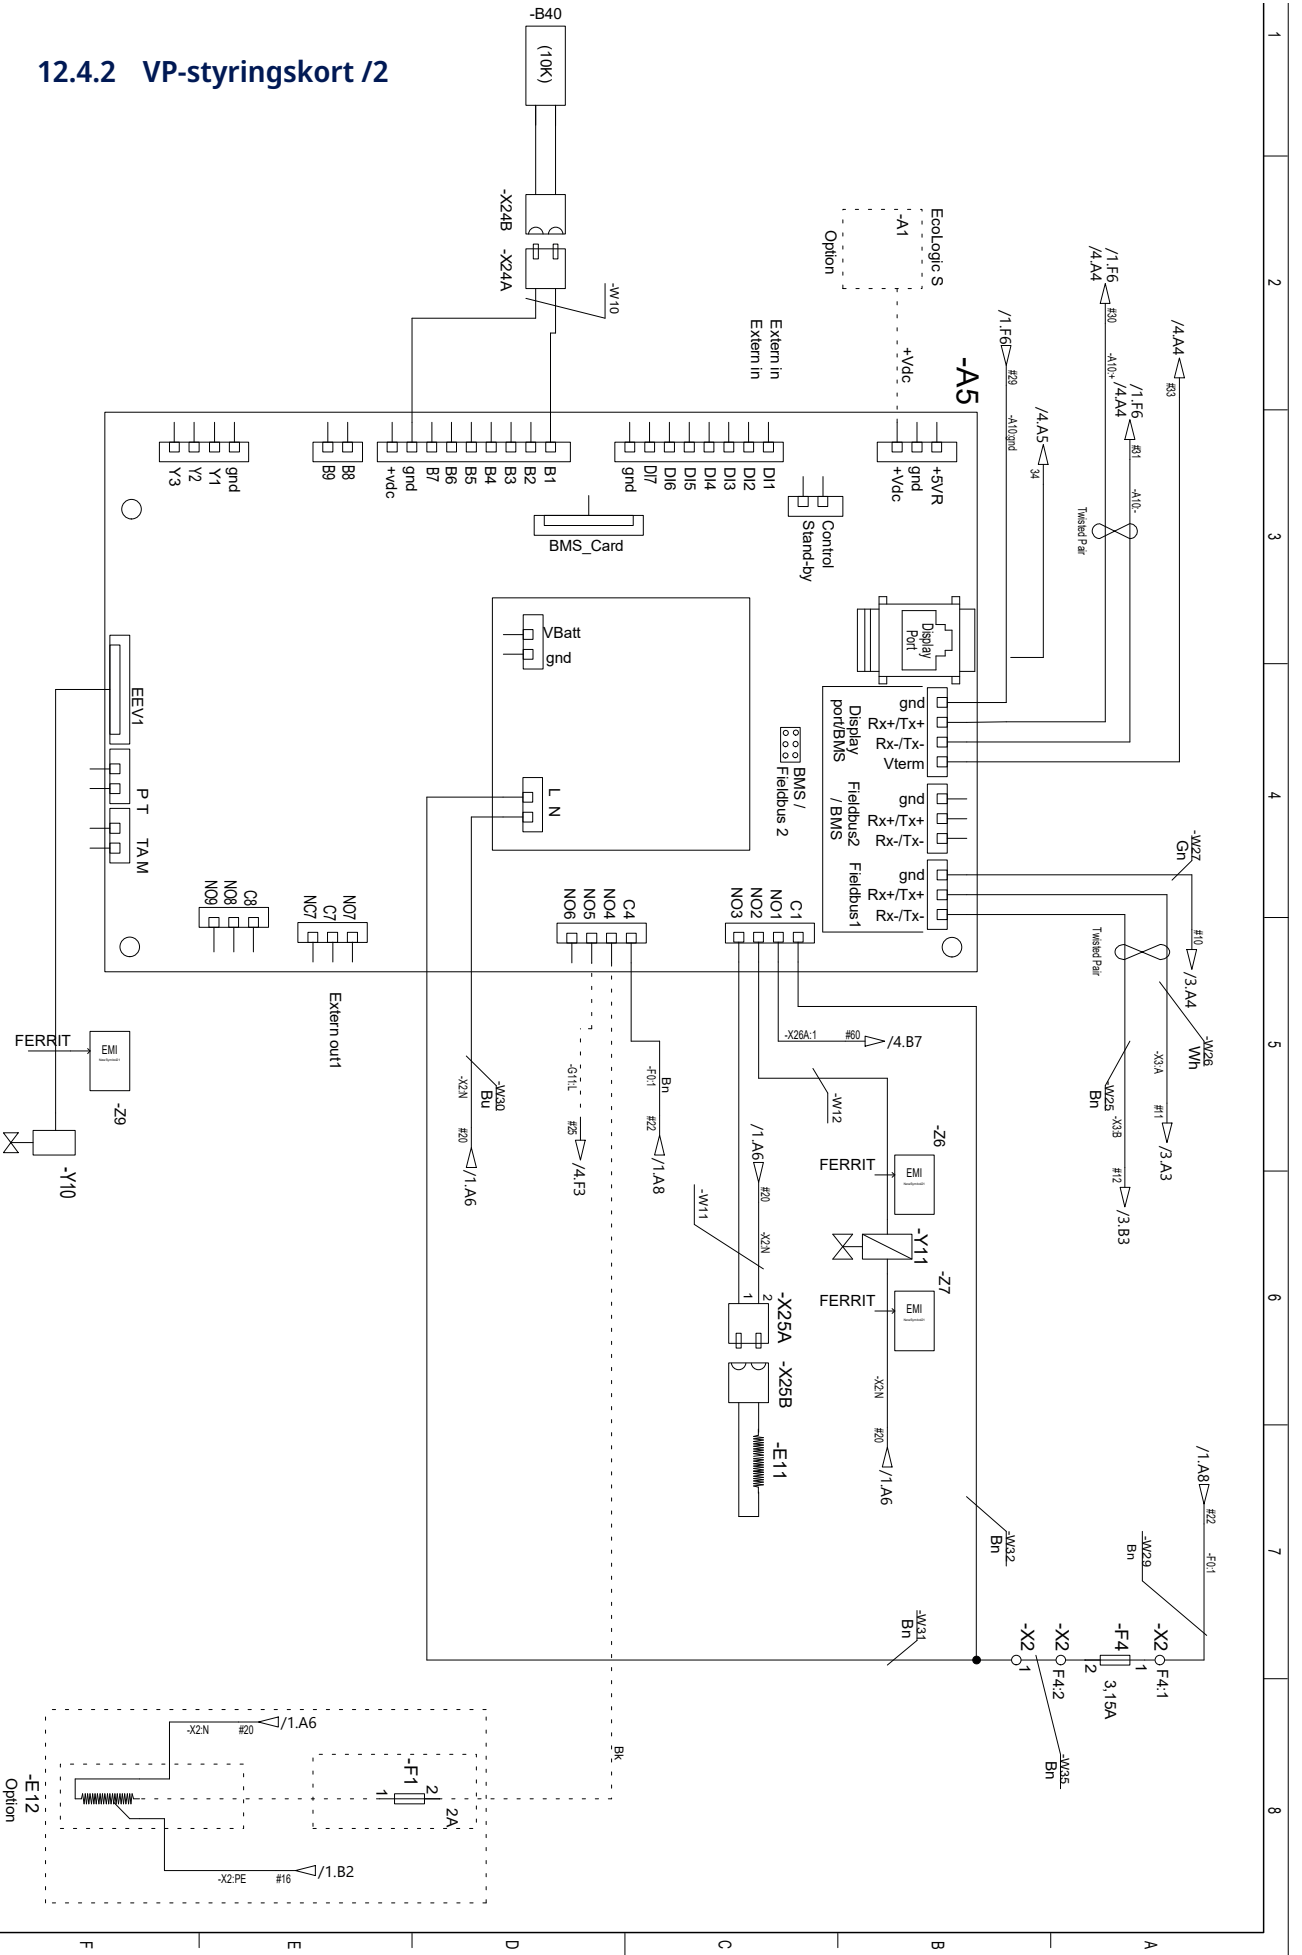 12.4.2 VP-styringskort /2
-B40
(10K)
-X24B
-X24A
-W10
EcoLogic S
-A1
Option
+Vdc
Extern in
Extern in
-A5
/1.F6
#29
-A10:gnd
/4.A5
34
/1.F6
/4.A4
#30
-A10:+
/1.F6
/4.A4
#31
-A10:-
/4.A4
#33
Twisted Pair
Y3
Y2
Y1
gnd
B9
B8
+vdc
gnd
B7
B6
B5
B4
B3
B2
B1
gnd
DI7
DI6
DI5
DI4
DI3
DI2
DI1
+Vdc
gnd
+5VR
BMS_Card
Control
Stand-by
Display
Port
VBatt
gnd
L N
BMS /
Fieldbus 2
Display
port/BMS
gnd
Rx+/Tx+
Rx-/Tx-
Vterm
Fieldbus2
/ BMS
gnd
Rx+/Tx+
Rx-/Tx-
Fieldbus1
gnd
Rx+/Tx+
Rx-/Tx-
EEV1
P T
TA M
NO9
NO8
C8
NC7
C7
NO7
NO6
NO5
NO4
C4
NO3
NO2
NO1
C1
Extern out1
-W27
Gn
#10
/3.A4
Twisted Pair
-W26
Wh
-X3:A
#11
/3.A3
-W25
Bn
-X3:B
#12
/3.B3
-X26A:1
#60
/4.B7
-W12
FERRIT
EMI
-Z9
-Y10
-W30
Bu
-X2:N
#20
/1.A6
-G11:L
#25
/4.F3
Bn
-F0:1
#22
/1.A8
/1.A6
#20
-X2:N
-W11
-X25A
1
2
-X25B
-E11
-Z6
FERRIT
EMI
-Y11
-Z7
FERRIT
EMI
-X2:N
#20
/1.A6
/1.A8
#22
-F0:1
-W29
Bn
-W32
Bn
-W31
Bn
-X2
1
-X2
F4:2
-F4
2
1
3,15A
-X2
F4:1
-W35
Bn
Bk
/1.A6
#20
-X2:N
-F1
1
2
2A
-E12
Option
/1.B2
#16
-X2:PE
1
2
3
4
5
6
7
8
F
E
D
C
B
A